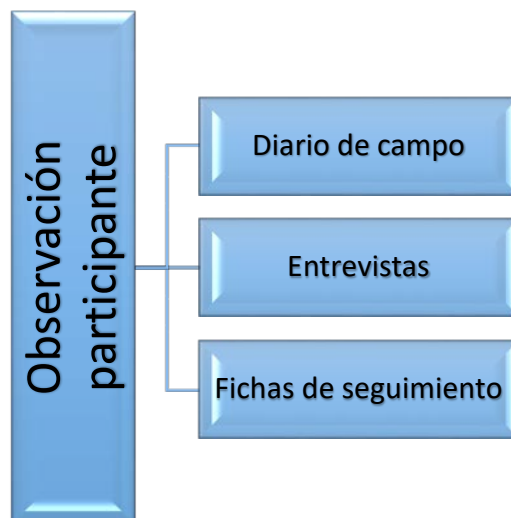 Observación
participante
Diario de campo
Entrevistas
Fichas de seguimiento